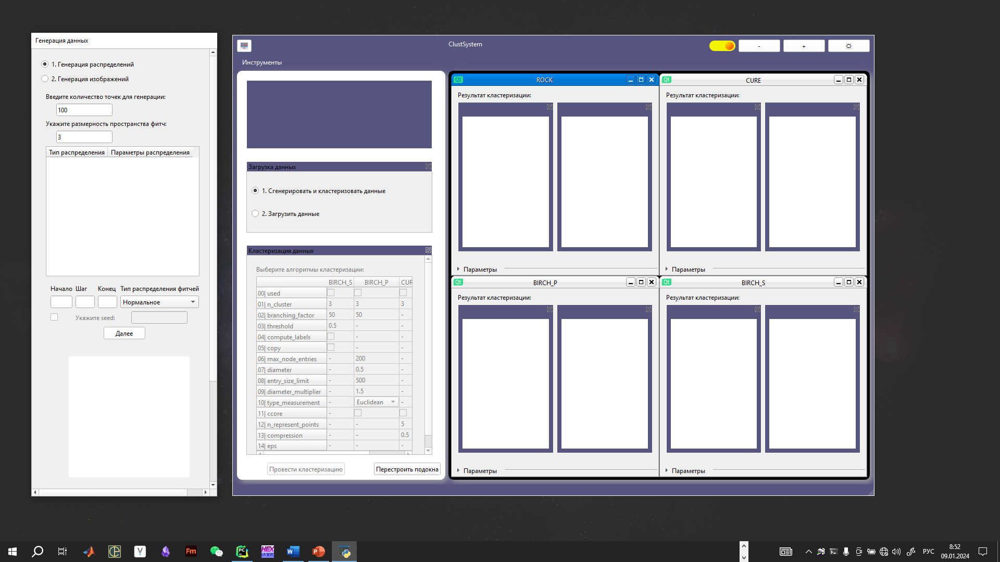 Генерация данных
1. Генерация распределений
2. Генерация изображений
Введите количество точек для генерации:
100
Укажите размерность пространства фитч:
3
Тип распределения Параметры распределения
Начало Шаг Конец Тип распределения фитчей
Нормальное
Укажите seed:
Далее
ClustSystem
- +
Инструменты
Загрузка данных
1. Сгенерировать и кластеризовать данные
2. Загрузить данные
Кластеризация данных
Выберите алгоритмы кластеризации:
BIRCH_S BIRCH_P CUR
00| used
01| n_cluster 3 3 3
02| branching_factor 50 50 -
03| threshold 0.5 - -
04| compute_labels - -
05| copy - -
06| max_node_entries - 200 -
07| diameter - 0.5 -
08| entry_size_limit - 500 -
09| diameter_multiplier - 1.5 -
10| type_measurement - Euclidean -
11| ccore -
12| n_represent_points - - 5
13| compression - - 0.5
14| eps - - -
Провести кластеризацию Перестроить подокна
Qt ROCK
Результат кластеризации:
Параметры
Qt CURE
Результат кластеризации:
Параметры
Qt BIRCH_P
Результат кластеризации:
Параметры
Qt BIRCH_S
Результат кластеризации:
Параметры
V Fm PC HEX W P
РУС
8:52
09.01.2024